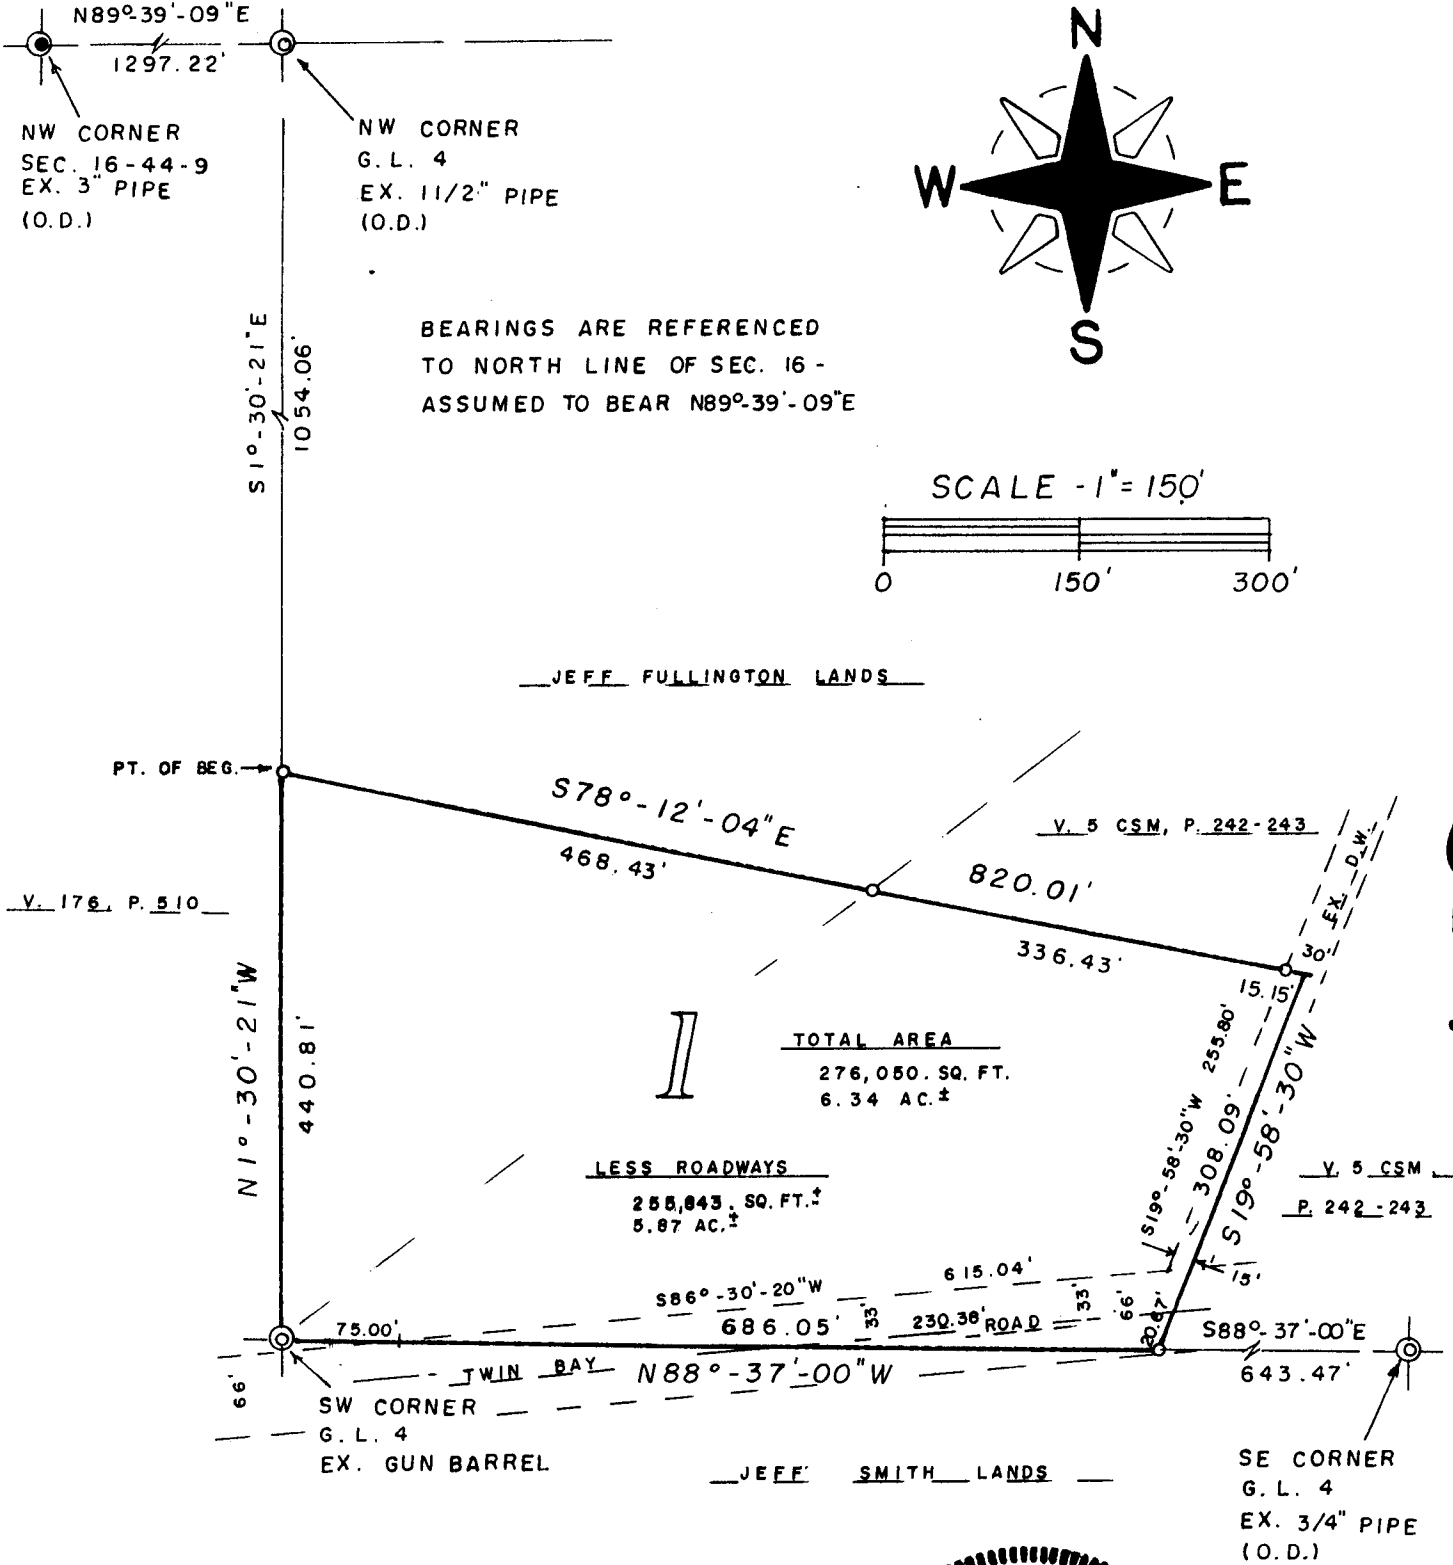 N89°-39'-09"E
1297.22'
NW CORNER
SEC. 16-44-9
EX. 3" PIPE
(O.D.)
NW CORNER
G.L. 4
EX. 11/2" PIPE
(O.D.)
N
W
E
S
S1°-30'-21"E
1054.06'
BEARINGS ARE REFERENCED
TO NORTH LINE OF SEC. 16 -
ASSUMED TO BEAR N89°-39'-09"E
SCALE - 1" = 150'
0 150' 300'
JEFF FULLINGTON LANDS
PT. OF BEG.
S78°-12'-04"E
468.43'
820.01'
336.43'
V. 5 CSM, P. 242-243
EX. D.W.
30'
15.15'
V. 176, P. 510
N1°-30'-21"W
440.81'
1
TOTAL AREA
276,050. SQ. FT.
6.34 AC.±
LESS ROADWAYS
255,843. SQ. FT.±
5.87 AC.±
S19°-58'-30"W 255.80'
308.09'
S19°-58'-30"W
V. 5 CSM
P. 242-243
15'
S86°-30'-20"W
615.04'
75.00'
686.05'
33'
230.38'
ROAD
33'
66'
20.67'
S88°-37'-00"E
643.47'
TWIN BAY
N88°-37'-00"W
66'
SW CORNER
G.L. 4
EX. GUN BARREL
JEFF SMITH LANDS
SE CORNER
G.L. 4
EX. 3/4" PIPE
(O.D.)